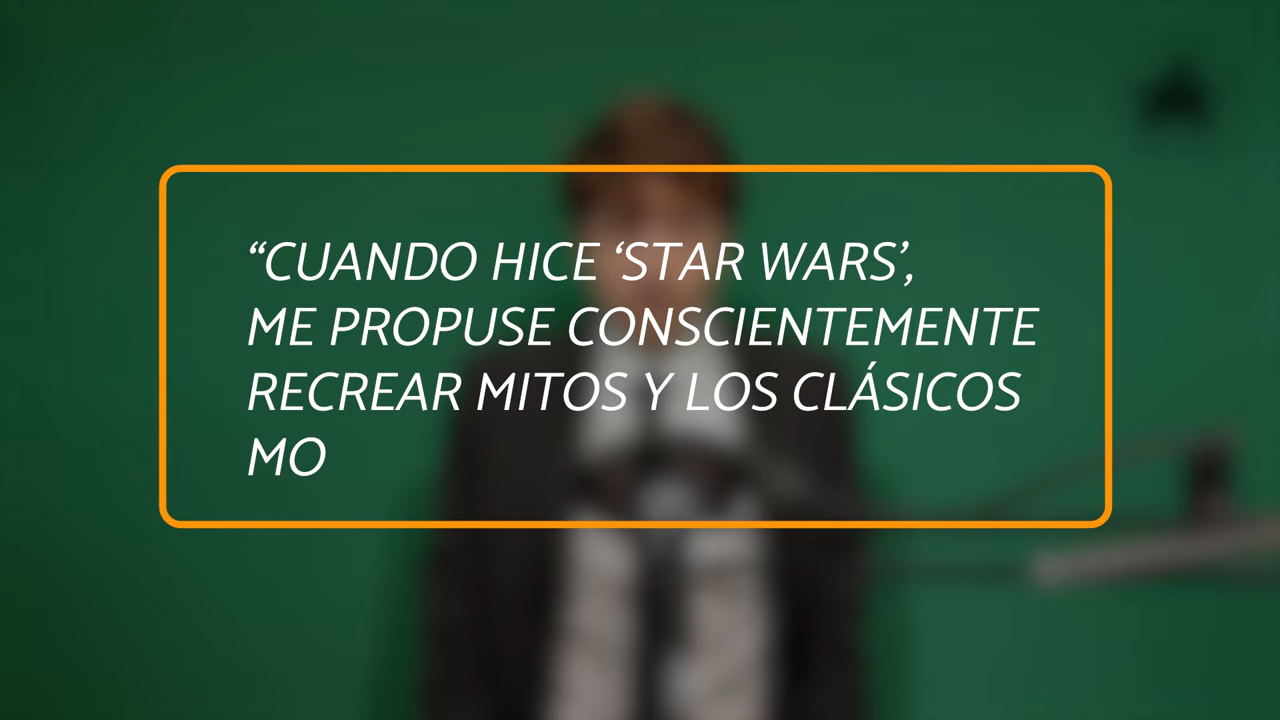 “CUANDO HICE ‘STAR WARS’,
ME PROPUSE CONSCIENTEMENTE
RECREAR MITOS Y LOS CLÁSICOS
MO